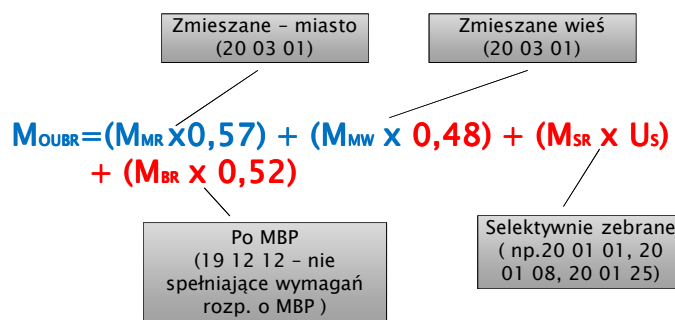 Zmieszane – miasto
(20 03 01)
Zmieszane wieś
(20 03 01)
MOUBR=(MMR x0,57) + (MMW x 0,48) + (MSR x US)
+ (MBR x 0,52)
Po MBP
(19 12 12 – nie
spełniające wymagań
rozp. o MBP )
Selektywnie zebrane
( np.20 01 01, 20
01 08, 20 01 25)